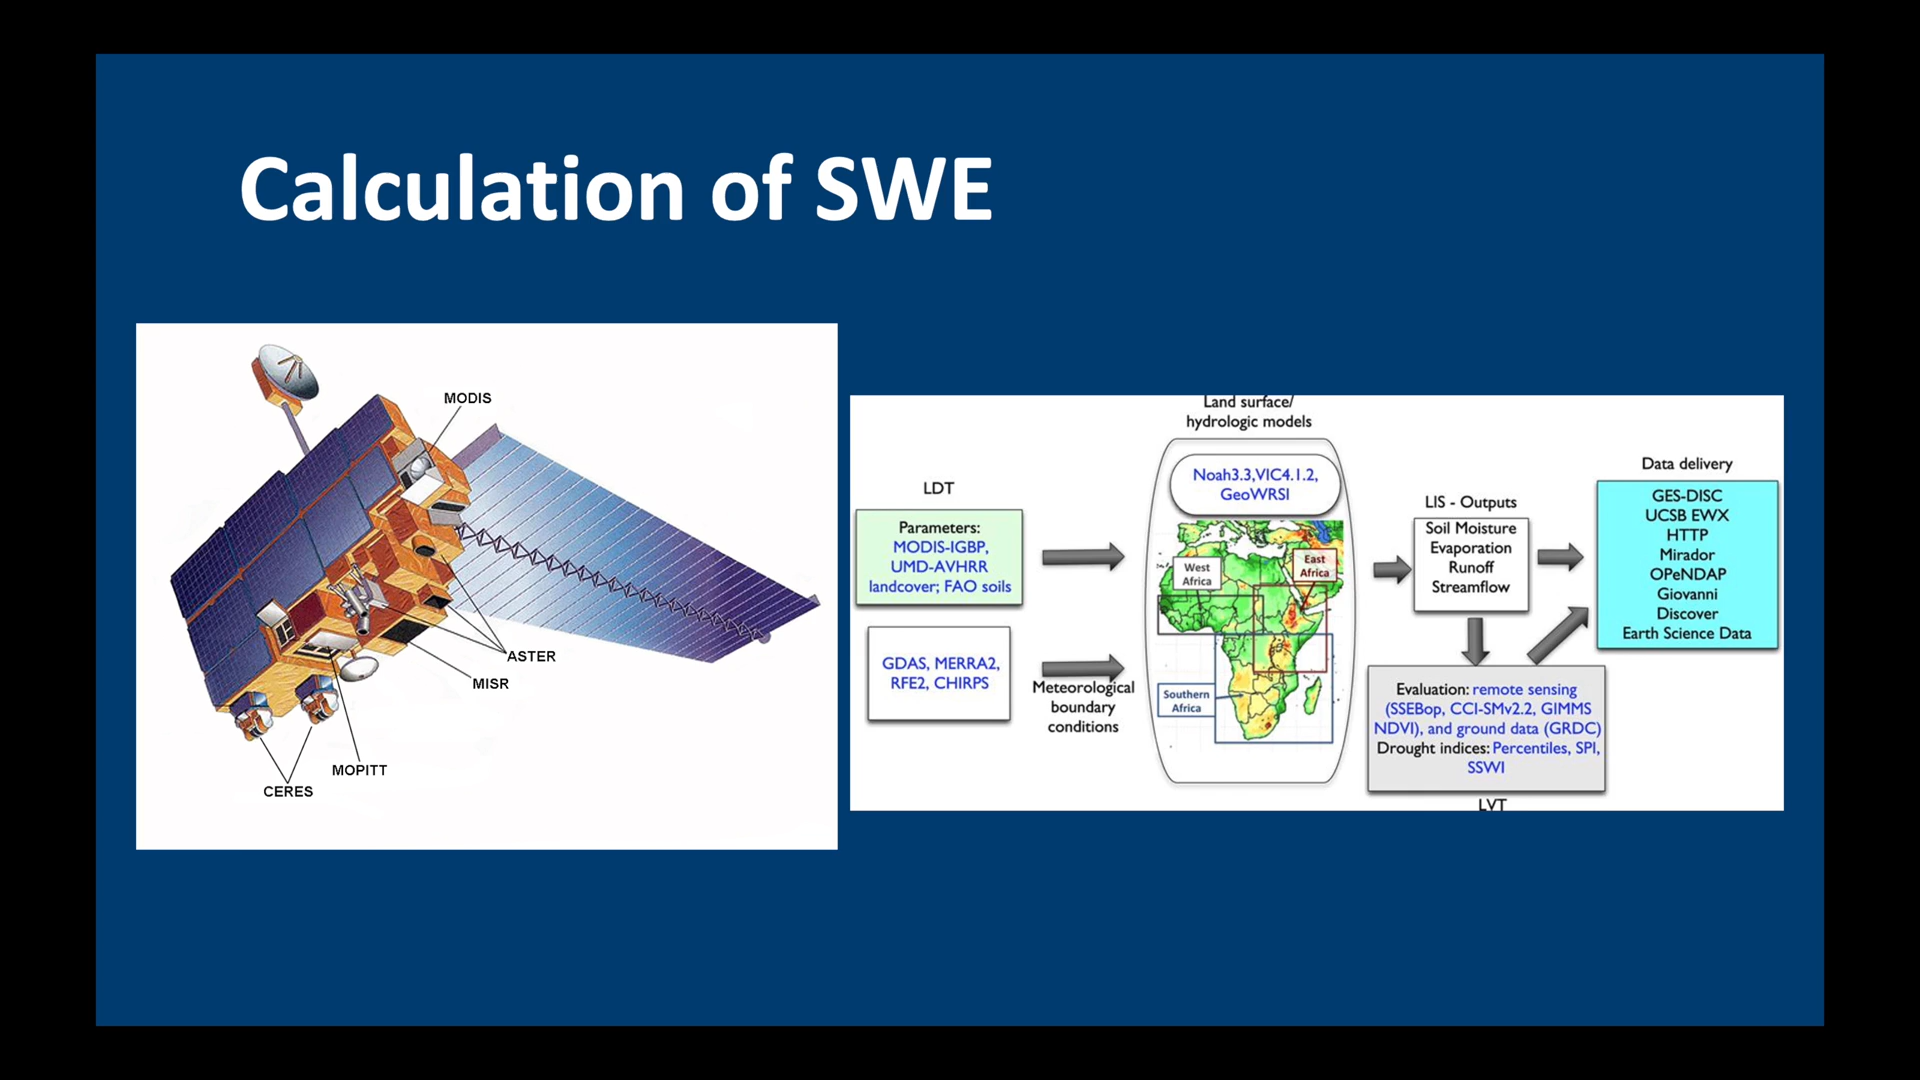 Calculation of SWE
MODIS
ASTER
MISR
MOPITT
CERES
Land surface/
hydrologic models
Noah3.3,VIC4.1.2,
GeoWRSI
LDT
Parameters:
MODIS-IGBP,
UMD-AVHRR
landcover; FAO soils
GDAS, MERRA2,
RFE2, CHIRPS
Meteorological
boundary
conditions
West
Africa
East
Africa
Southern
Africa
LIS - Outputs
Soil Moisture
Evaporation
Runoff
Streamflow
Data delivery
GES-DISC
UCSB EWX
HTTP
Mirador
OPeNDAP
Giovanni
Discover
Earth Science Data
Evaluation: remote sensing
(SSEBop, CCI-SMv2.2, GIMMS
NDVI), and ground data (GRDC)
Drought indices: Percentiles, SPI,
SSWI
LVT